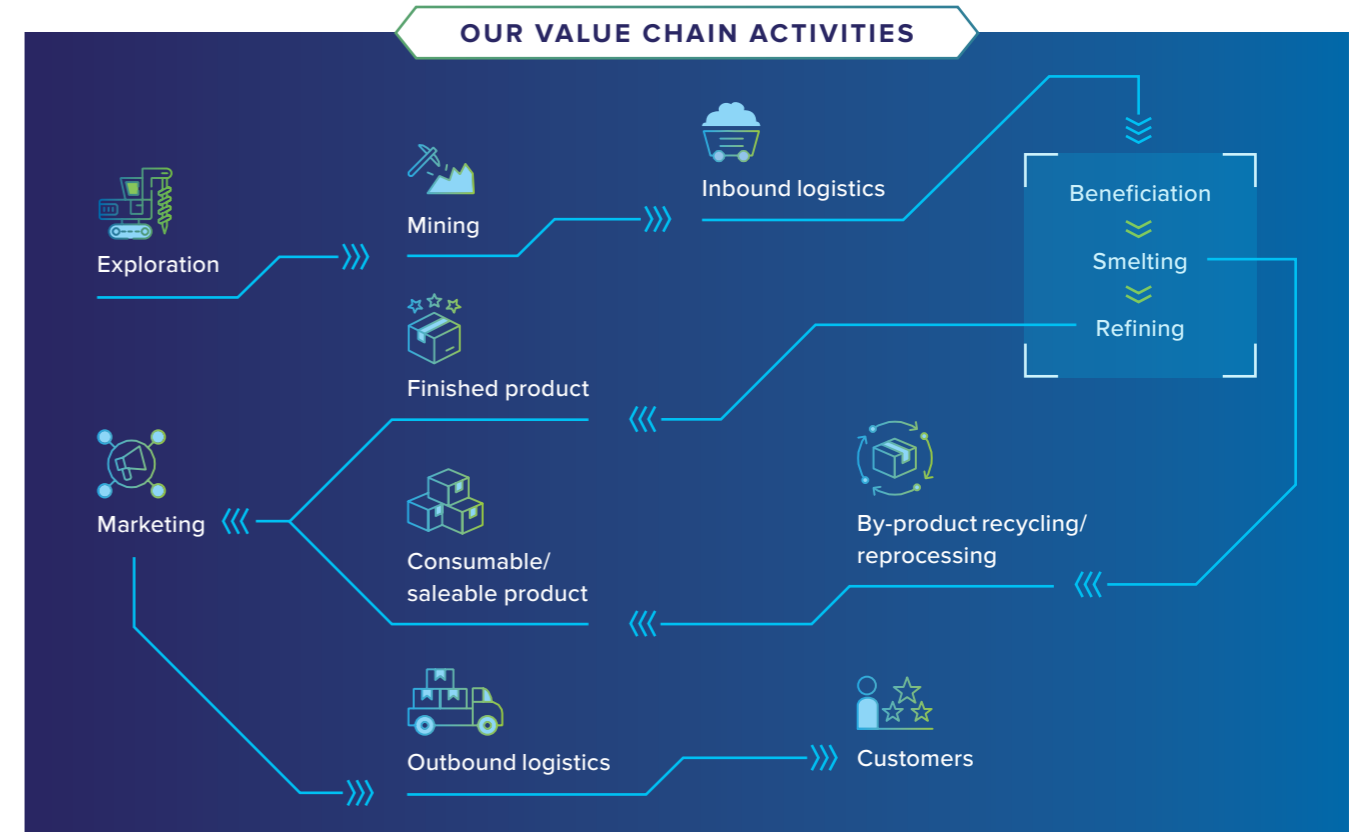 OUR VALUE CHAIN ACTIVITIES
Exploration
Mining
Inbound logistics
Beneficiation
Smelting
Refining
Finished product
Marketing
Consumable/
saleable product
By-product recycling/
reprocessing
Outbound logistics
Customers